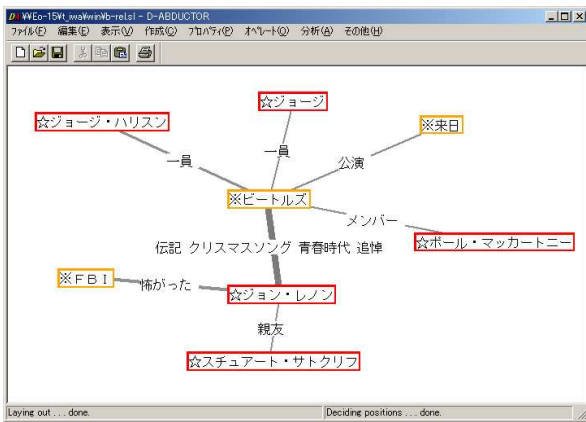 D-A ¥¥Eo-15¥t_iwa¥win¥b-rel.sl - D-ABDUCTOR
ﾌｧｲﾙ(F) 編集(E) 表示(V) 作成(C) ﾌﾟﾛﾊﾟﾃｨ(P) ｵﾍﾟﾚｰﾄ(O) 分析(A) その他(H)
☆ジョージ
☆ジョージ・ハリスン
※来日
一員
一員
公演
※ビートルズ
メンバー
☆ポール・マッカートニー
伝記 クリスマスソング 青春時代 追悼
※ＦＢＩ
怖がった
☆ジョン・レノン
親友
☆スチュアート・サトクリフ
Laying out . . . done.
Deciding positions . . . done.